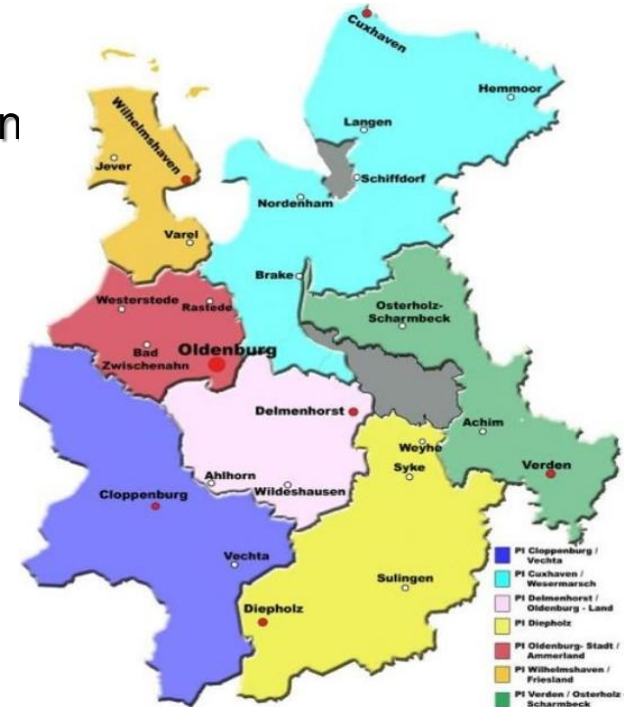 n
Cuxhaven
Hemmoor
Langen
Wilhelmshaven
Jever
Schiffdorf
Nordenham
Varel
Brake
Westerstede
Rastede
Osterholz-
Scharmbeck
Bad
Zwischenahn
Oldenburg
Delmenhorst
Achim
Weyhe
Syke
Verden
Ahlhorn
Wildeshausen
Cloppenburg
Vechta
Sulingen
Diepholz
PI Cloppenburg /
Vechta
PI Cuxhaven /
Wesermarsch
PI Delmenhorst /
Oldenburg - Land
PI Diepholz
PI Oldenburg- Stadt /
Ammerland
PI Wilhelmshaven /
Friesland
PI Verden / Osterholz -
Scharmbeck